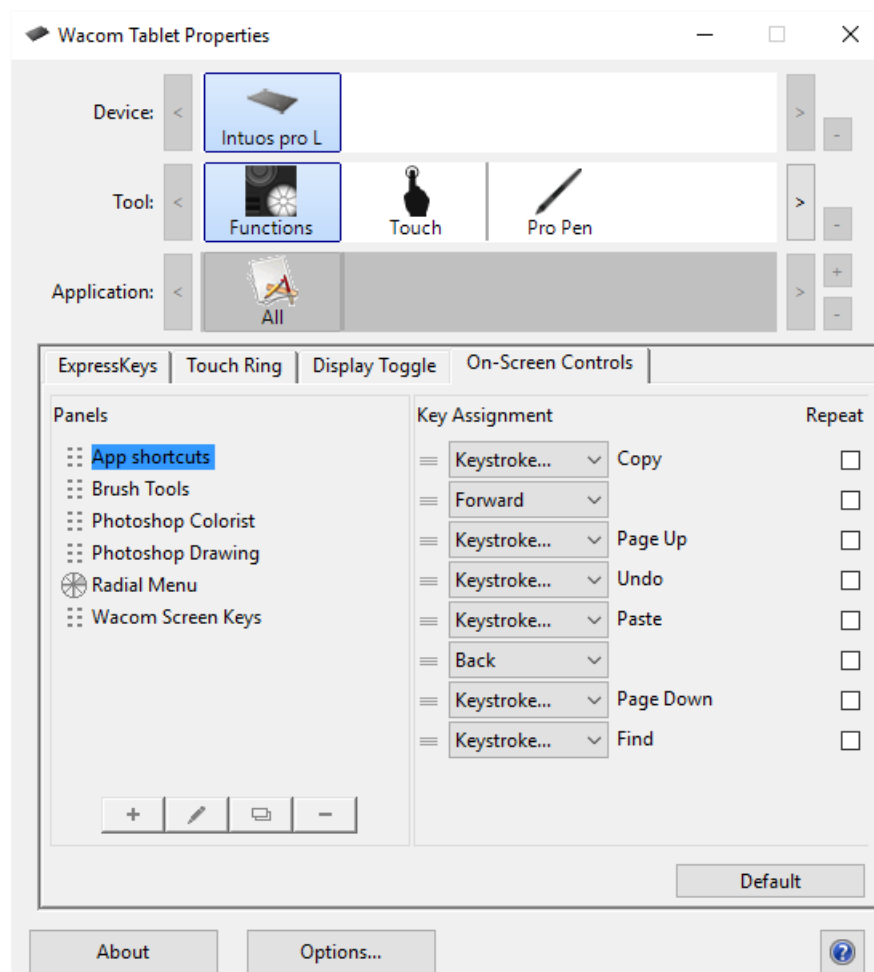 Wacom Tablet Properties
Device:
<
Intuos pro L
>
-
Tool:
<
Functions
Touch
Pro Pen
>
-
Application:
<
All
>
+
-
ExpressKeys
Touch Ring
Display Toggle
On-Screen Controls
Panels
App shortcuts
Brush Tools
Photoshop Colorist
Photoshop Drawing
Radial Menu
Wacom Screen Keys
+
-
Key Assignment Repeat
Keystroke... Copy
Forward
Keystroke... Page Up
Keystroke... Undo
Keystroke... Paste
Back
Keystroke... Page Down
Keystroke... Find
Default
About
Options...
?